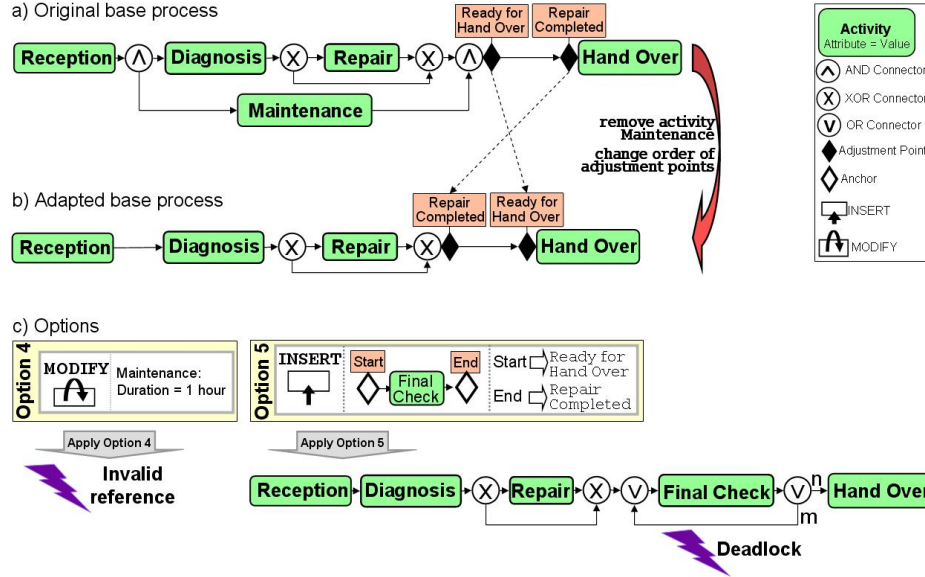 a) Original base process
Ready for
Hand Over
Repair
Completed
Reception
Diagnosis
Repair
Hand Over
Maintenance
remove activity
Maintenance
change order of
adjustment points
b) Adapted base process
Repair
Completed
Ready for
Hand Over
Reception
Diagnosis
Repair
Hand Over
Activity
Attribute = Value
AND Connector
XOR Connector
OR Connector
Adjustment Point
Anchor
INSERT
MODIFY
c) Options
Option 4
MODIFY
Maintenance:
Duration = 1 hour
Option 5
INSERT
Start
Final
Check
End
Start
Ready for
Hand Over
End
Repair
Completed
Apply Option 4
Invalid
reference
Apply Option 5
Reception
Diagnosis
Repair
Final Check
n
Hand Over
m
Deadlock